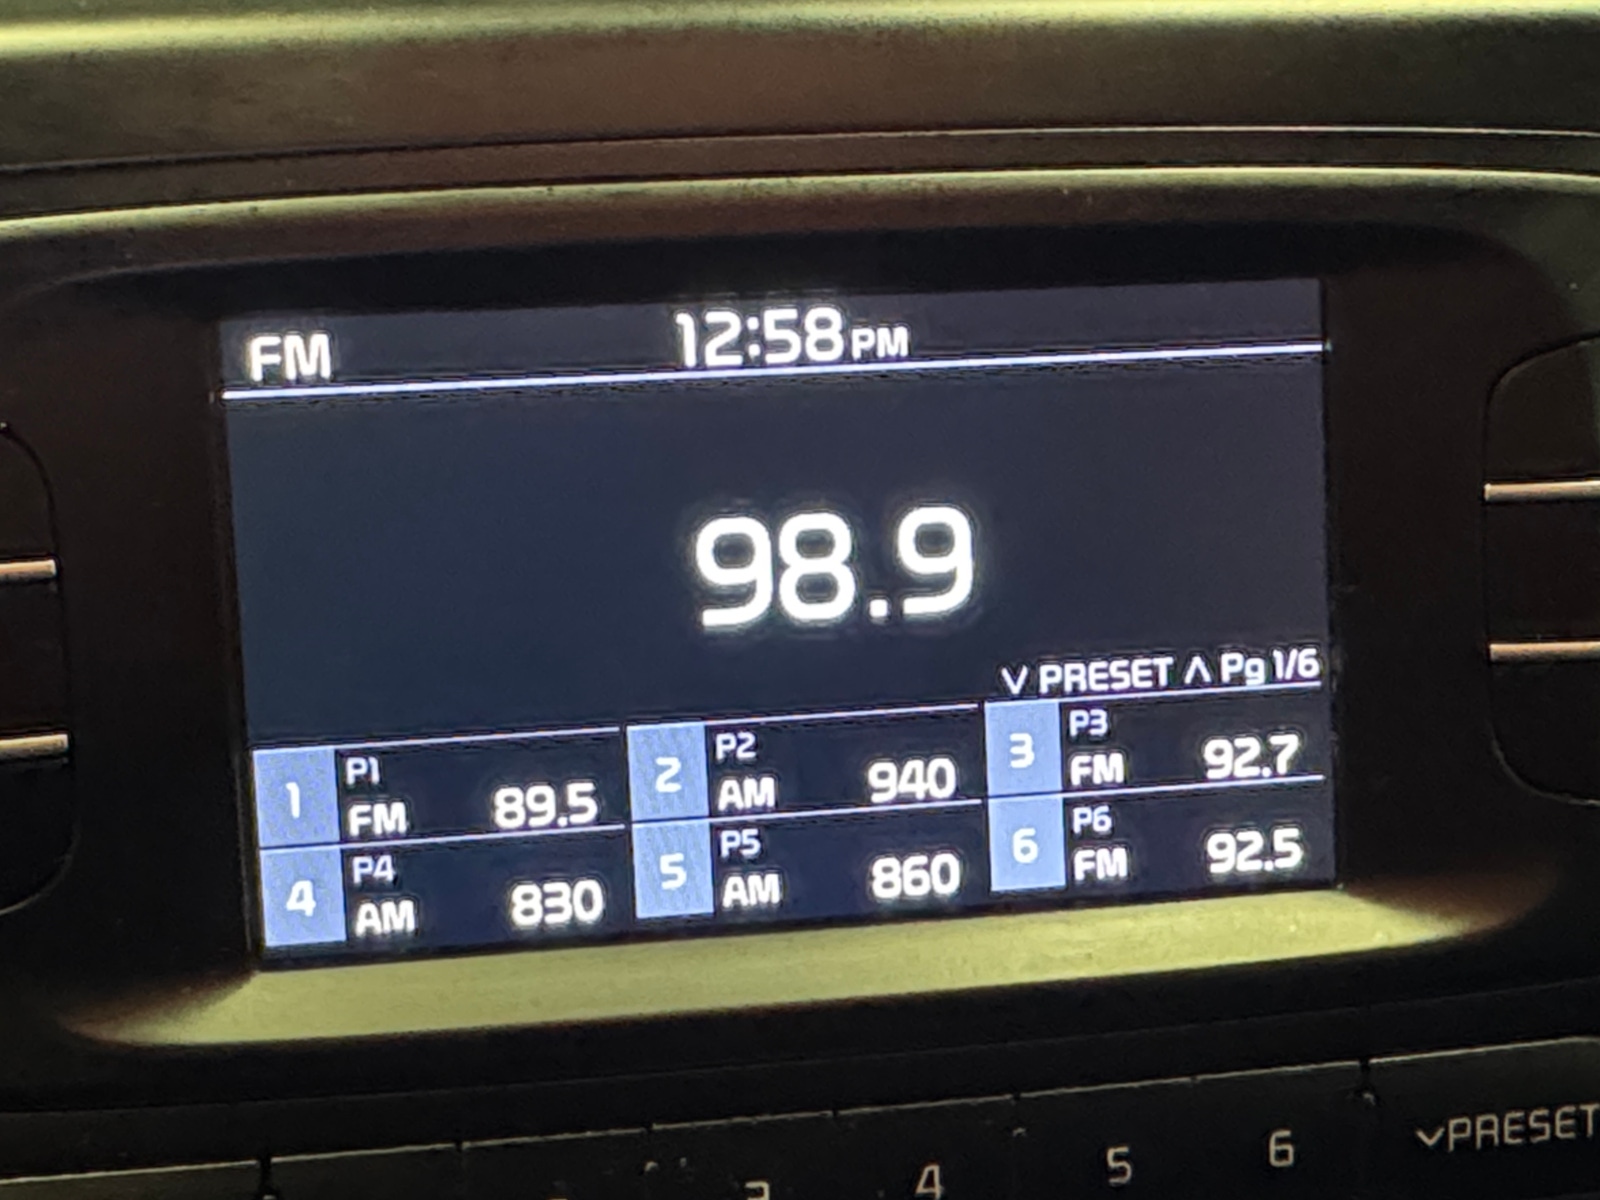 FM 12:58 PM
98.9
∨ PRESET ∧ Pg 1/6
1 P1 FM 89.5
2 P2 AM 940
3 P3 FM 92.7
4 P4 AM 830
5 P5 AM 860
6 P6 FM 92.5
4 5 6 ∨PRESET